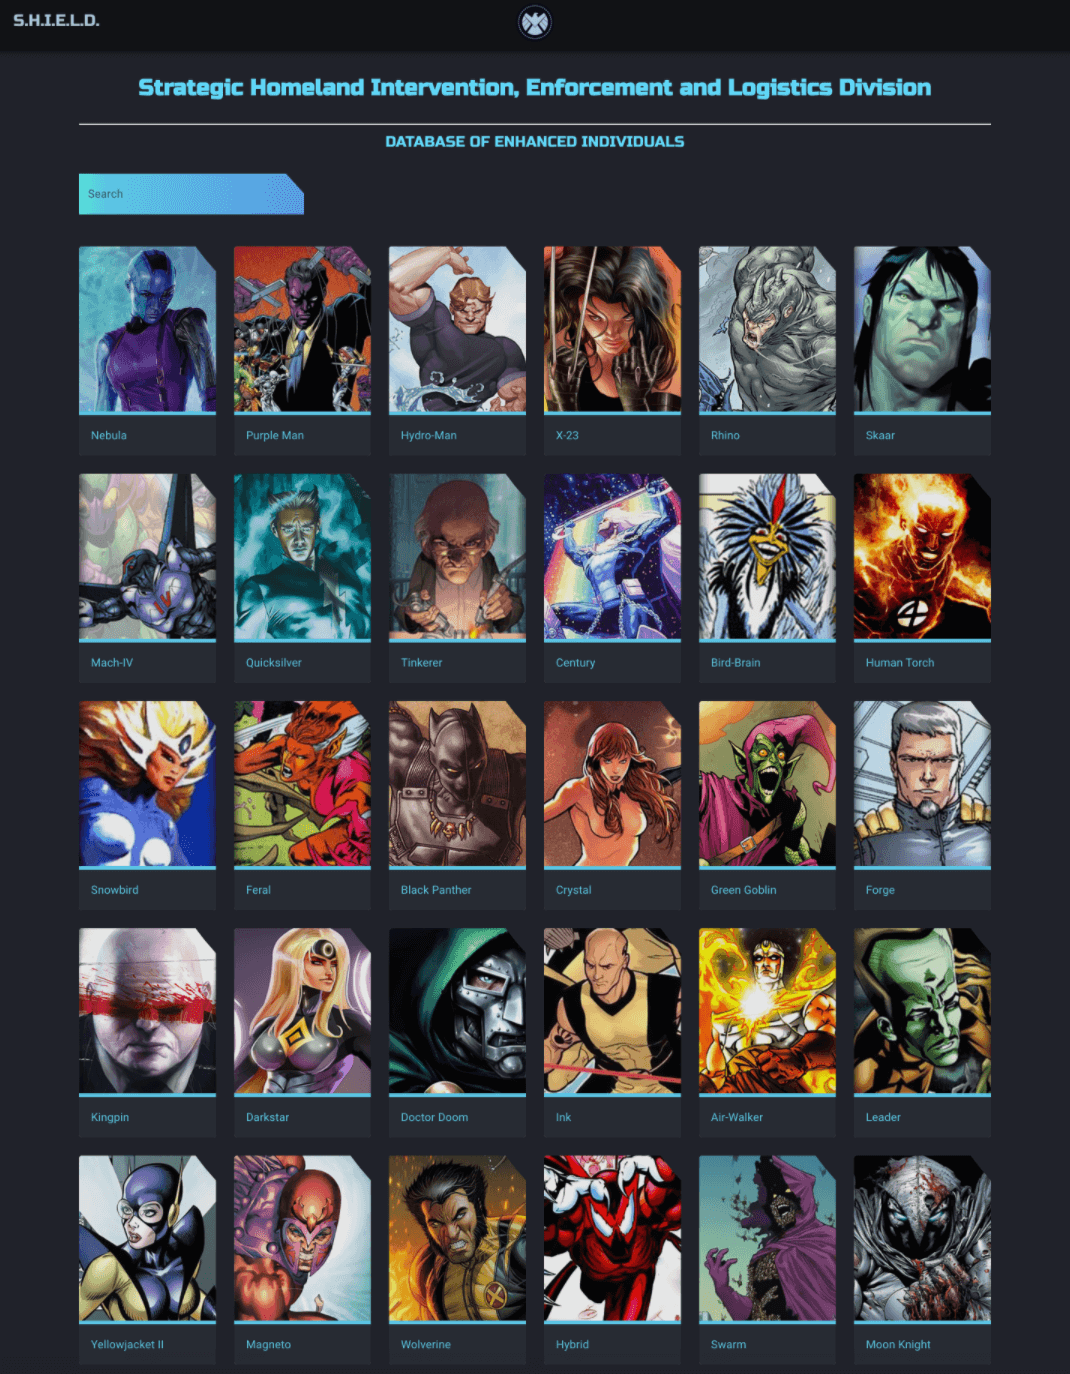 S.H.I.E.L.D.
Strategic Homeland Intervention, Enforcement and Logistics Division
DATABASE OF ENHANCED INDIVIDUALS
Search
Nebula
Purple Man
Hydro-Man
X-23
Rhino
Skaar
IV
Mach-IV
Quicksilver
Tinkerer
Century
Bird-Brain
4
Human Torch
Snowbird
Feral
Black Panther
Crystal
Green Goblin
Forge
Kingpin
Darkstar
Doctor Doom
Ink
Air-Walker
Leader
Yellowjacket II
Magneto
Wolverine
Hybrid
Swarm
Moon Knight